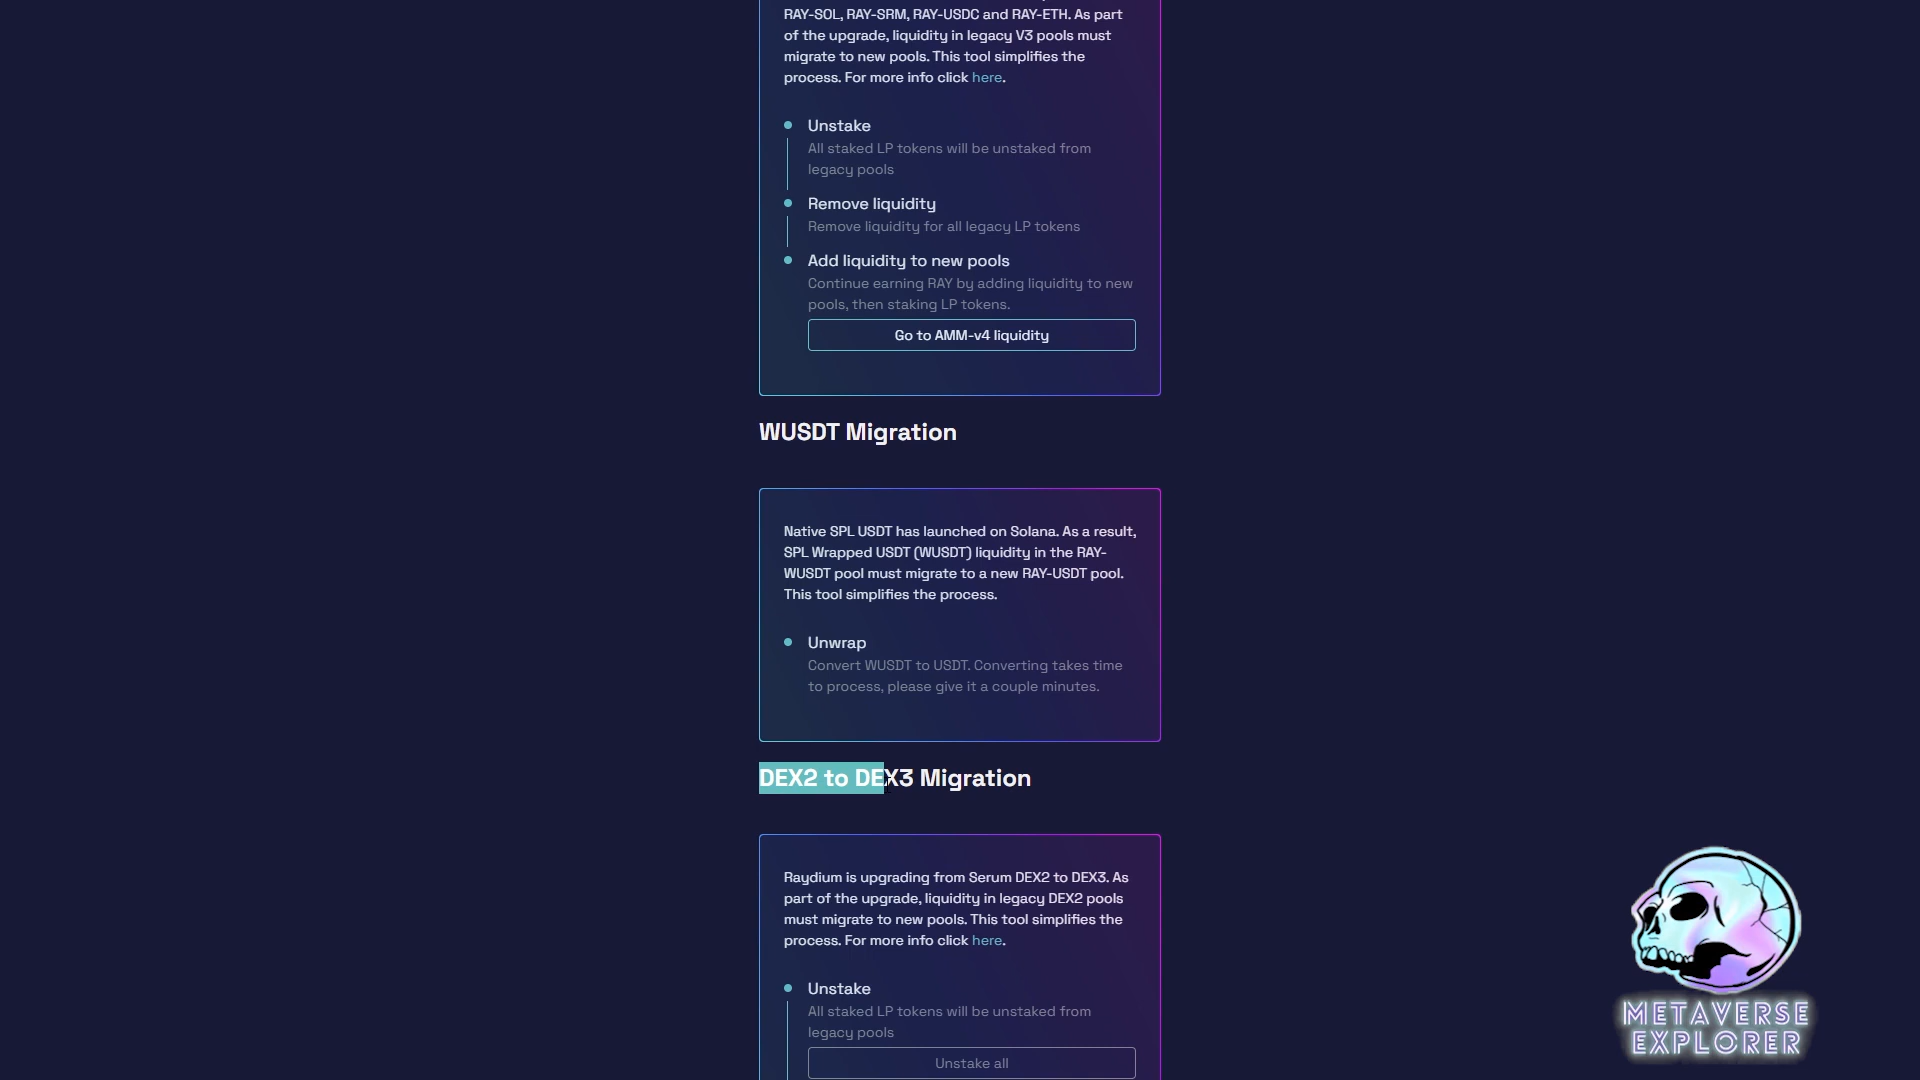 RAY-SOL, RAY-SRM, RAY-USDC and RAY-ETH. As part
of the upgrade, liquidity in legacy V3 pools must
migrate to new pools. This tool simplifies the
process. For more info click here.
Unstake
All staked LP tokens will be unstaked from
legacy pools
Remove liquidity
Remove liquidity for all legacy LP tokens
Add liquidity to new pools
Continue earning RAY by adding liquidity to new
pools, then staking LP tokens.
Go to AMM-v4 liquidity
WUSDT Migration
Native SPL USDT has launched on Solana. As a result,
SPL Wrapped USDT (WUSDT) liquidity in the RAY-
WUSDT pool must migrate to a new RAY-USDT pool.
This tool simplifies the process.
Unwrap
Convert WUSDT to USDT. Converting takes time
to process, please give it a couple minutes.
DEX2 to DEX3 Migration
Raydium is upgrading from Serum DEX2 to DEX3. As
part of the upgrade, liquidity in legacy DEX2 pools
must migrate to new pools. This tool simplifies the
process. For more info click here.
Unstake
All staked LP tokens will be unstaked from
legacy pools
Unstake all
METAVERSE
EXPLORER